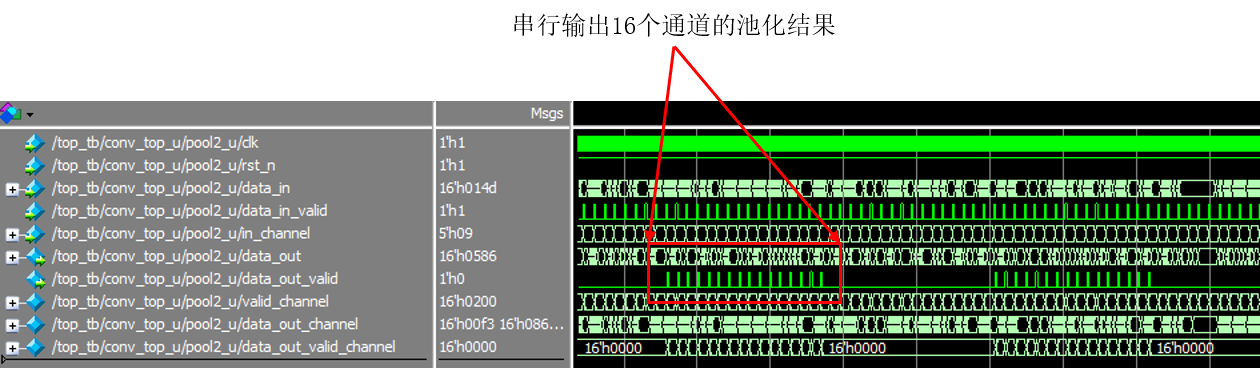 串行输出16个通道的池化结果
Msgs
/top_tb/conv_top_u/pool2_u/clk 1'h1
/top_tb/conv_top_u/pool2_u/rst_n 1'h1
/top_tb/conv_top_u/pool2_u/data_in 16'h014d
/top_tb/conv_top_u/pool2_u/data_in_valid 1'h1
/top_tb/conv_top_u/pool2_u/in_channel 5'h09
/top_tb/conv_top_u/pool2_u/data_out 16'h0586
/top_tb/conv_top_u/pool2_u/data_out_valid 1'h0
/top_tb/conv_top_u/pool2_u/valid_channel 16'h0200
/top_tb/conv_top_u/pool2_u/data_out_channel 16'h00f3 16'h086...
/top_tb/conv_top_u/pool2_u/data_out_valid_channel 16'h0000 16'h0000 16'h0000 16'h0000